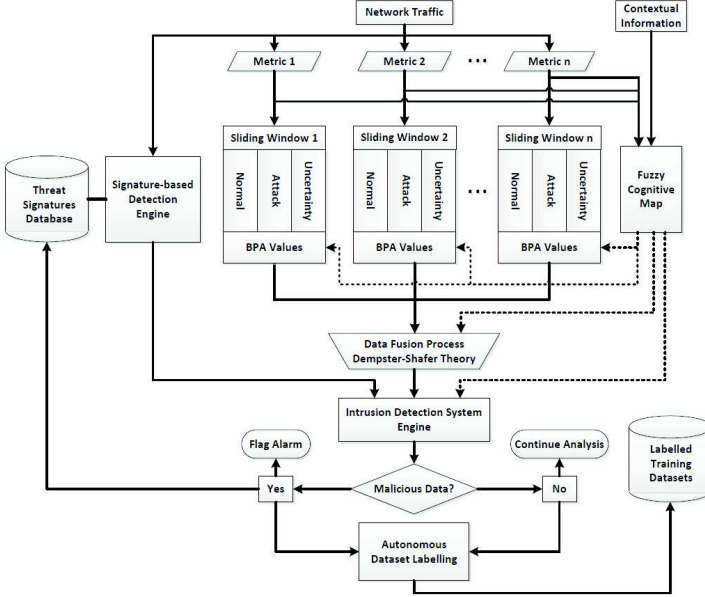 Network Traffic
Contextual
Information
Metric 1
Metric 2
...
Metric n
Sliding Window 1
Sliding Window 2
Sliding Window n
Normal
Attack
Uncertainty
Normal
Attack
Uncertainty
...
Normal
Attack
Uncertainty
BPA Values
BPA Values
BPA Values
Fuzzy
Cognitive
Map
Threat
Signatures
Database
Signature-based
Detection
Engine
Data Fusion Process
Dempster-Shafer Theory
Intrusion Detection System
Engine
Flag Alarm
Continue Analysis
Labelled
Training
Datasets
Yes
Malicious Data?
No
Autonomous
Dataset Labelling